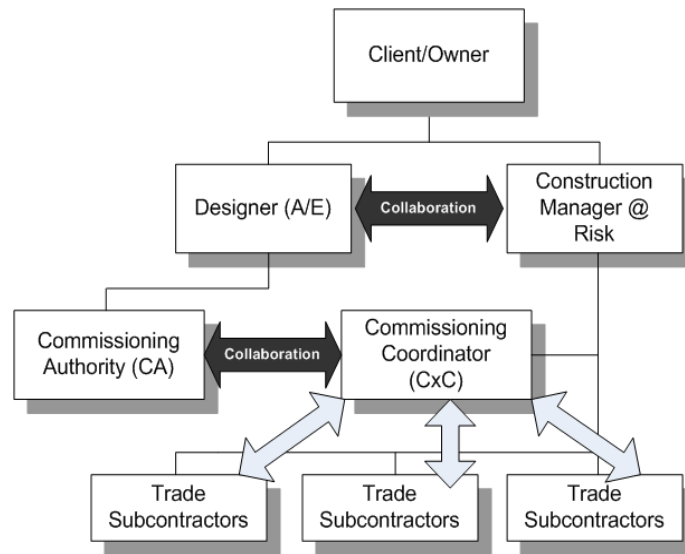 Client/Owner
Designer (A/E)
Collaboration
Construction
Manager @
Risk
Commissioning
Authority (CA)
Collaboration
Commissioning
Coordinator
(CxC)
Trade
Subcontractors
Trade
Subcontractors
Trade
Subcontractors